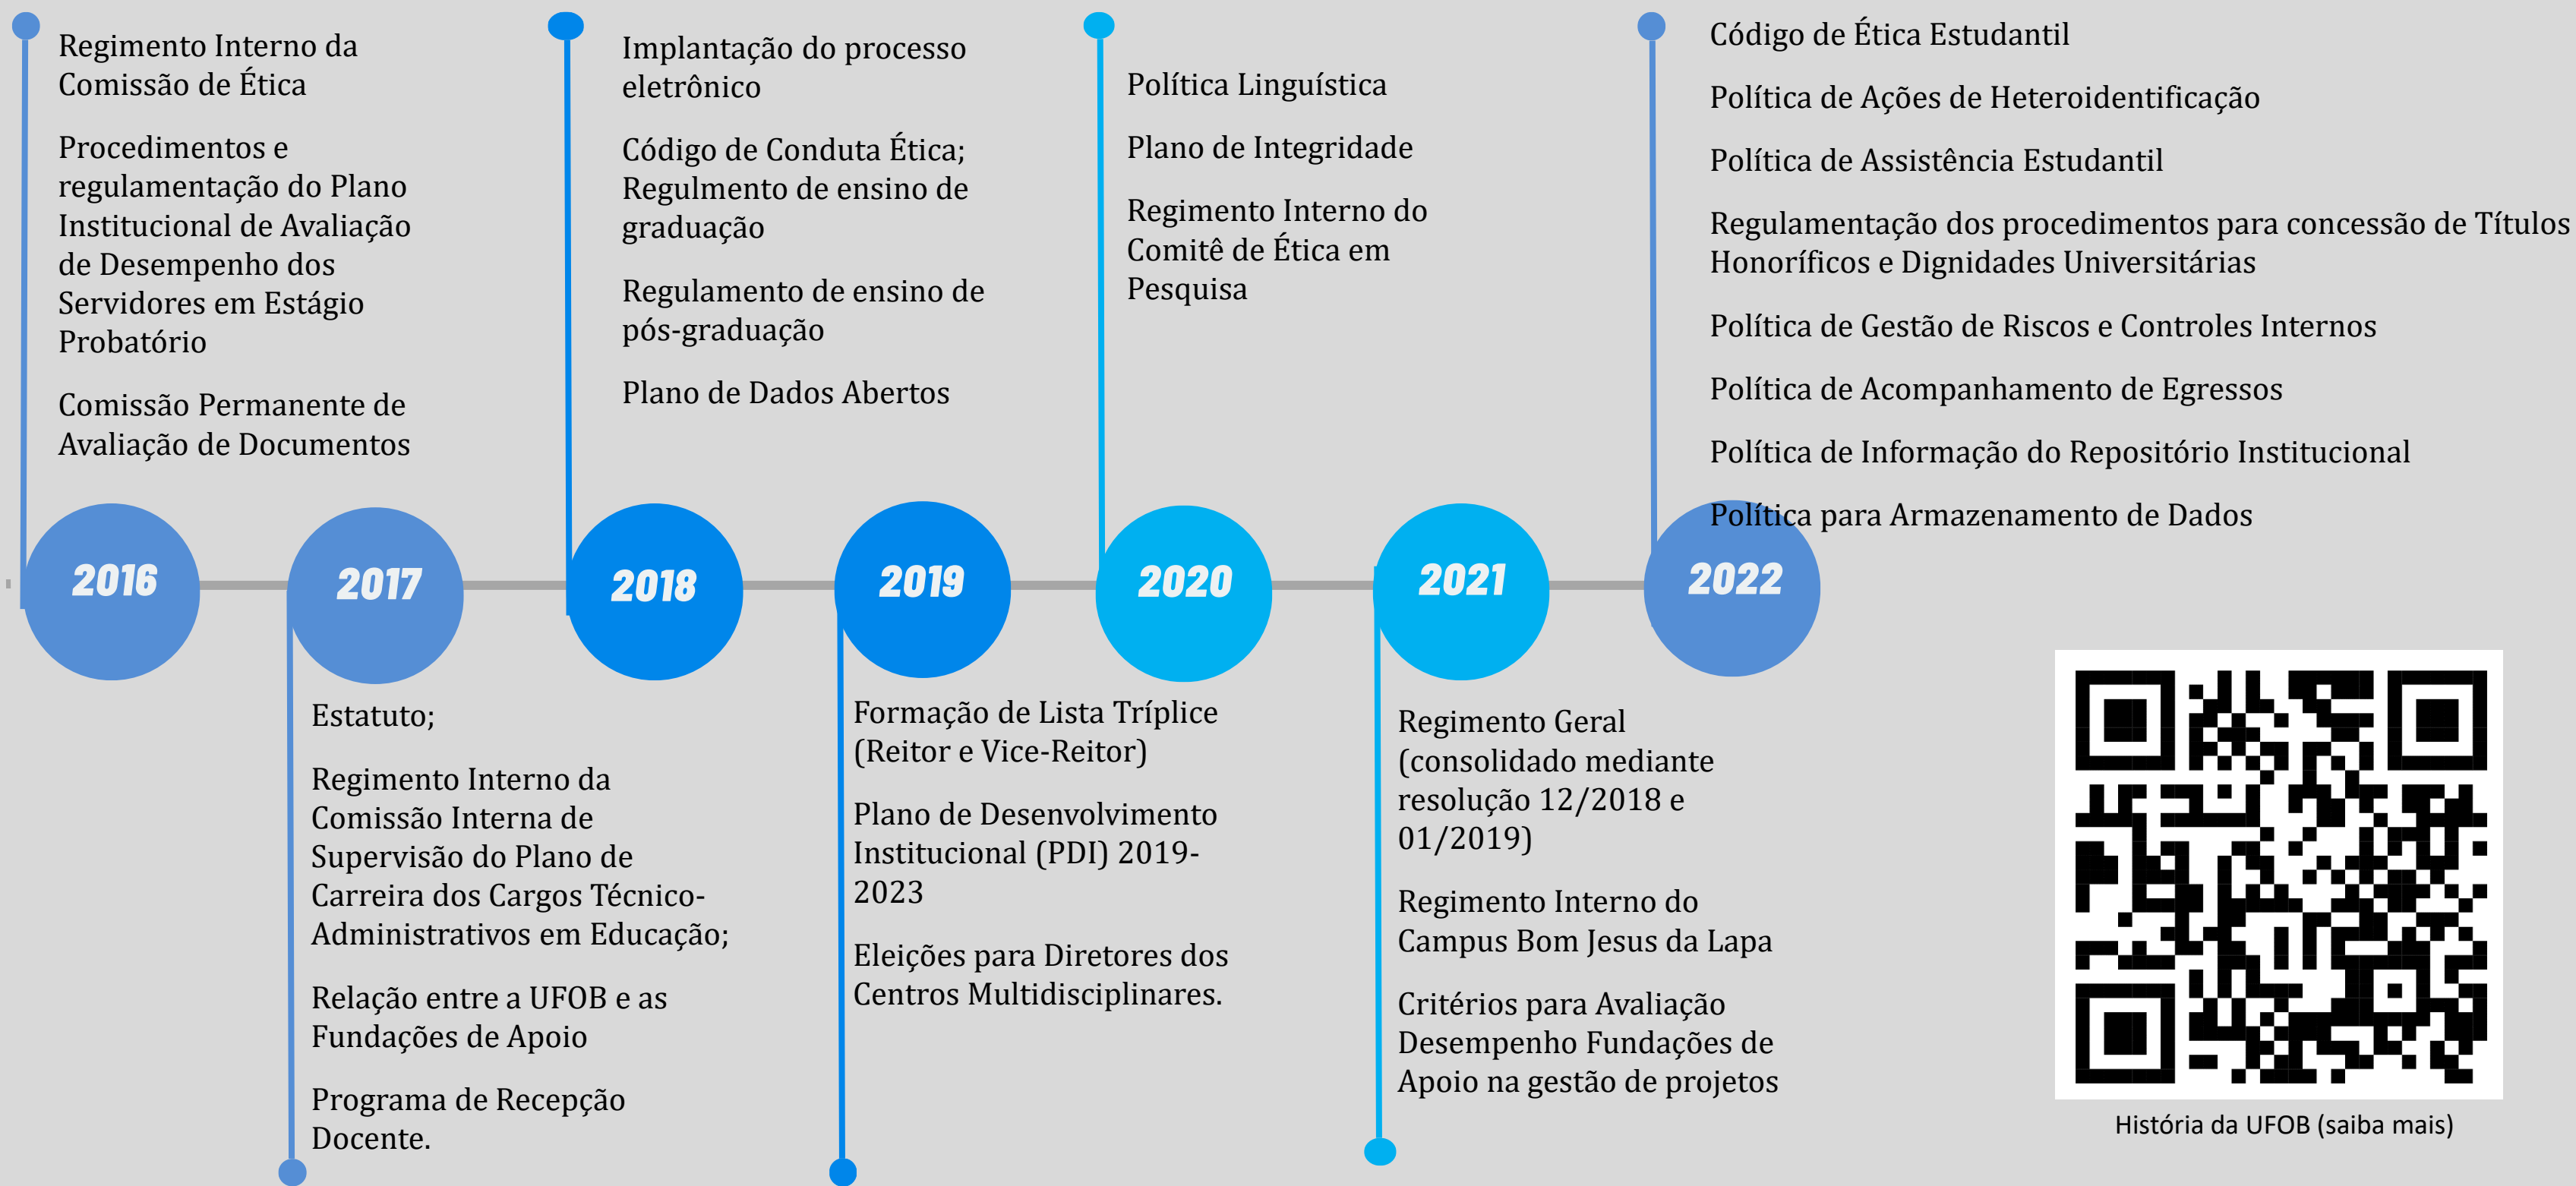 Regimento Interno da
Comissão de Ética
Procedimentos e
regulamentação do Plano
Institucional de Avaliação
de Desempenho dos
Servidores em Estágio
Probatório
Comissão Permanente de
Avaliação de Documentos
Implantação do processo
eletrônico
Código de Conduta Ética;
Regulmento de ensino de
graduação
Regulamento de ensino de
pós-graduação
Plano de Dados Abertos
Política Linguística
Plano de Integridade
Regimento Interno do
Comitê de Ética em
Pesquisa
Código de Ética Estudantil
Política de Ações de Heteroidentificação
Política de Assistência Estudantil
Regulamentação dos procedimentos para concessão de Títulos
Honoríficos e Dignidades Universitárias
Política de Gestão de Riscos e Controles Internos
Política de Acompanhamento de Egressos
Política de Informação do Repositório Institucional
Política para Armazenamento de Dados
2016
2017
2018
2019
2020
2021
2022
Estatuto;
Regimento Interno da
Comissão Interna de
Supervisão do Plano de
Carreira dos Cargos Técnico-
Administrativos em Educação;
Relação entre a UFOB e as
Fundações de Apoio
Programa de Recepção
Docente.
Formação de Lista Tríplice
(Reitor e Vice-Reitor)
Plano de Desenvolvimento
Institucional (PDI) 2019-
2023
Eleições para Diretores dos
Centros Multidisciplinares.
Regimento Geral
(consolidado mediante
resolução 12/2018 e
01/2019)
Regimento Interno do
Campus Bom Jesus da Lapa
Critérios para Avaliação
Desempenho Fundações de
Apoio na gestão de projetos
História da UFOB (saiba mais)